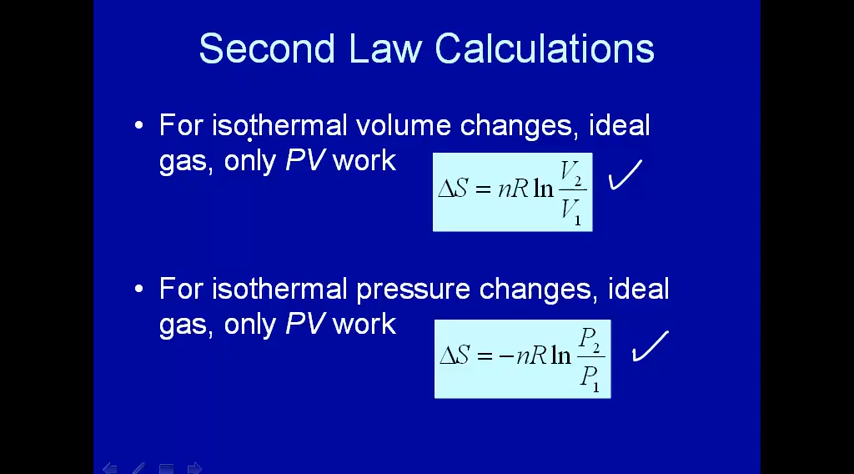 Second Law Calculations
• For isothermal volume changes, ideal
gas, only PV work
ΔS = nR ln V₂/V₁
• For isothermal pressure changes, ideal
gas, only PV work
ΔS = −nR ln P₂/P₁